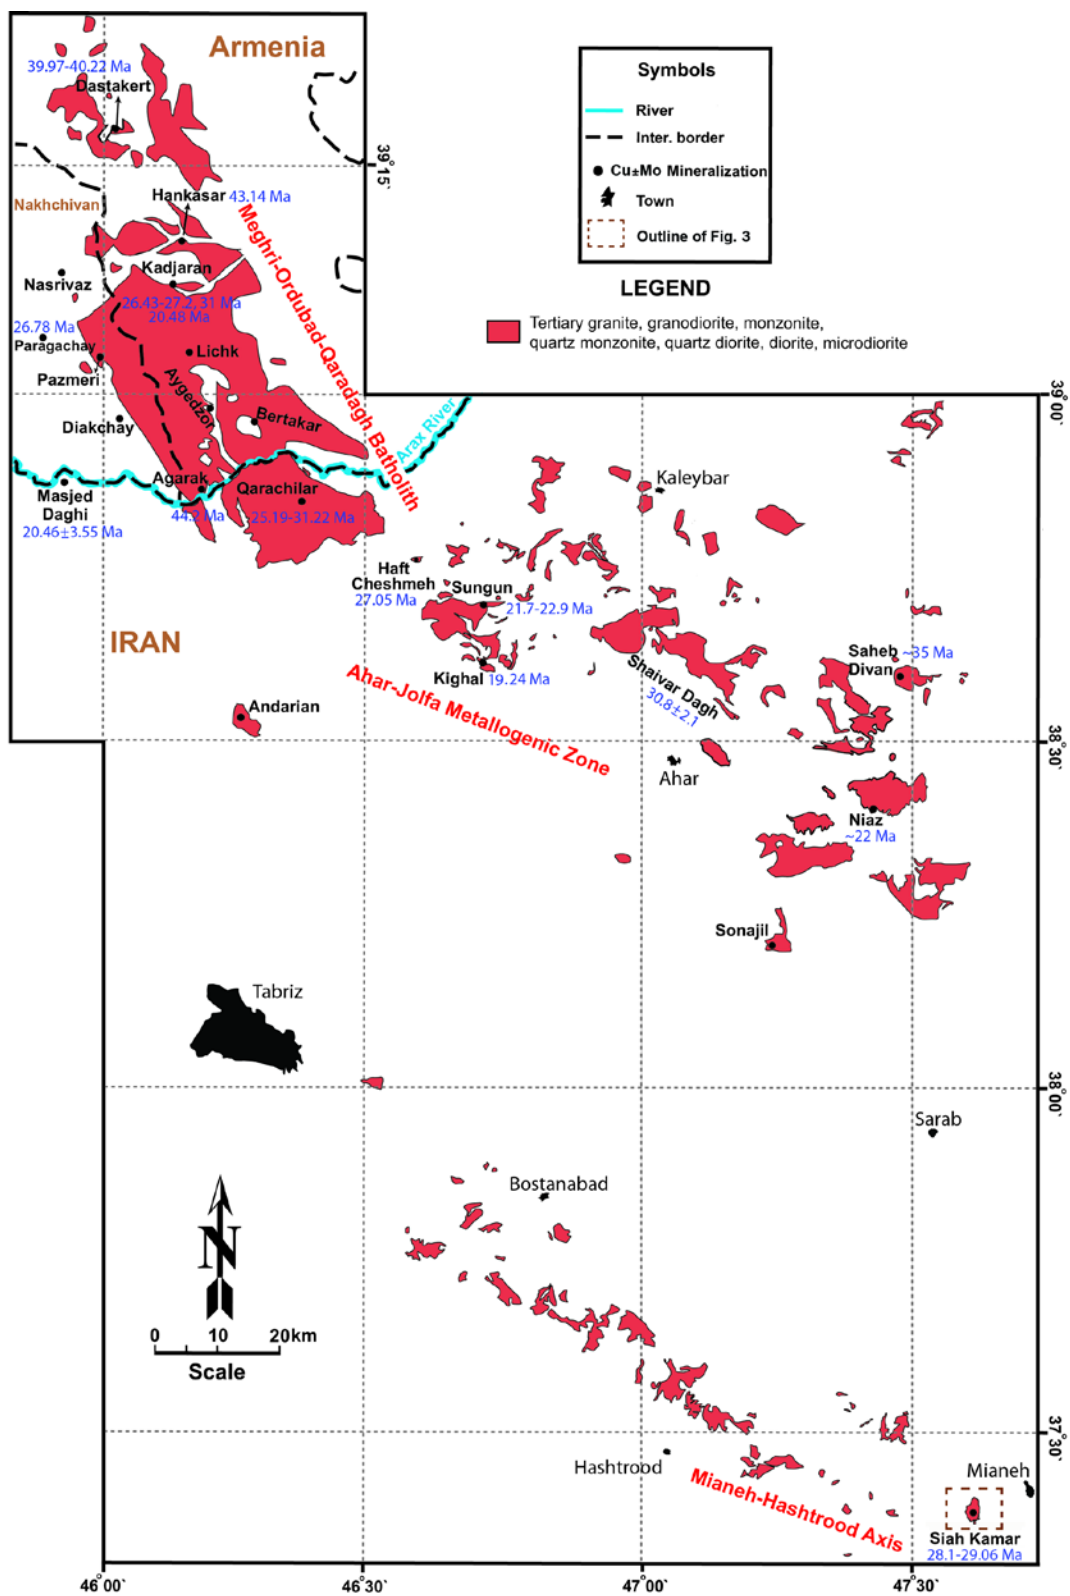 Armenia
39.97-40.22 Ma
Dastakert
Symbols
River
Inter. border
Cu±Mo Mineralization
Town
Outline of Fig. 3
39°15'
Hankasar 43.14 Ma
Nakhchivan
Meghri-Ordubad-Qaradagh Batholith
Kadjaran
Nasrivaz
26.43-27.2, 31 Ma
20.48 Ma
LEGEND
Tertiary granite, granodiorite, monzonite,
quartz monzonite, quartz diorite, diorite, microdiorite
26.78 Ma
Paragachay
Lichk
Pazmeri
Aygedzor
39°00'
Diakchay
Bertakar
Arax River
Agarak
Qarachilar
Kaleybar
Masjed
Daghi
20.46±3.55 Ma
44.2 Ma
25.19-31.22 Ma
Haft
Cheshmeh
27.05 Ma
Sungun
21.7-22.9 Ma
IRAN
Kighal 19.24 Ma
Shaivar Dagh
30.8±2.1
Saheb
Divan
~35 Ma
Ahar-Jolfa Metallogenic Zone
Andarian
38°30'
Ahar
Niaz
~22 Ma
Sonajil
Tabriz
38°00'
Sarab
Bostanabad
N
0 10 20km
Scale
37°30'
Hashtrood
Mianeh
Mianeh-Hashtrood Axis
Siah Kamar
28.1-29.06 Ma
46°00' 46°30' 47°00' 47°30'